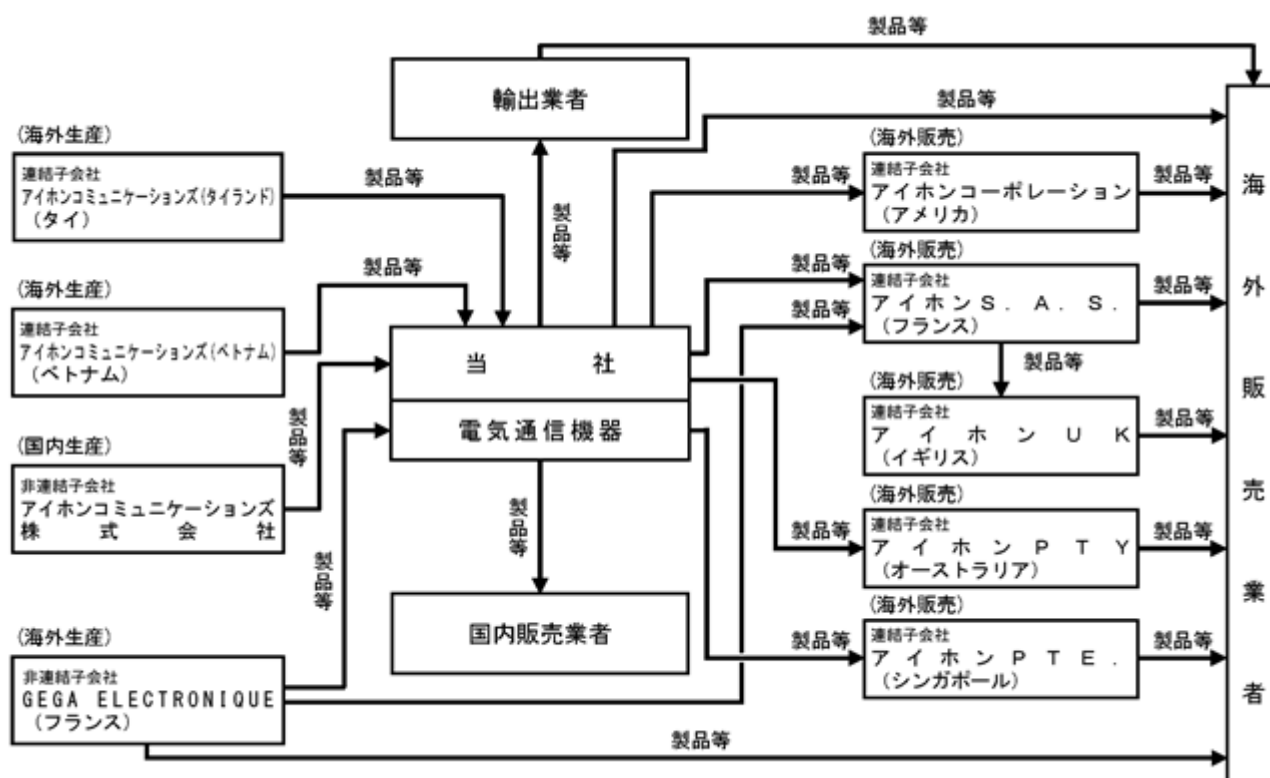 製品等
輸出業者
製品等
(海外生産)
連結子会社
アイホンコミュニケーションズ(タイランド)
(タイ)
製品等
製品等
(海外販売)
連結子会社
アイホンコーポレーション
(アメリカ)
製品等
製品等
(海外生産)
連結子会社
アイホンコミュニケーションズ(ベトナム)
(ベトナム)
製品等
製品等
(海外販売)
連結子会社
アイホンS.A.S.
(フランス)
製品等
製品等
製品等
当社
電気通信機器
製品等
(海外販売)
連結子会社
アイホンUK
(イギリス)
製品等
(国内生産)
非連結子会社
アイホンコミュニケーションズ
株式会社
製品等
製品等
製品等
(海外販売)
連結子会社
アイホンPTY
(オーストラリア)
製品等
製品等
国内販売業者
(海外生産)
非連結子会社
GEGA ELECTRONIQUE
(フランス)
製品等
(海外販売)
連結子会社
アイホンPTE.
(シンガポール)
製品等
製品等
海外販売業者